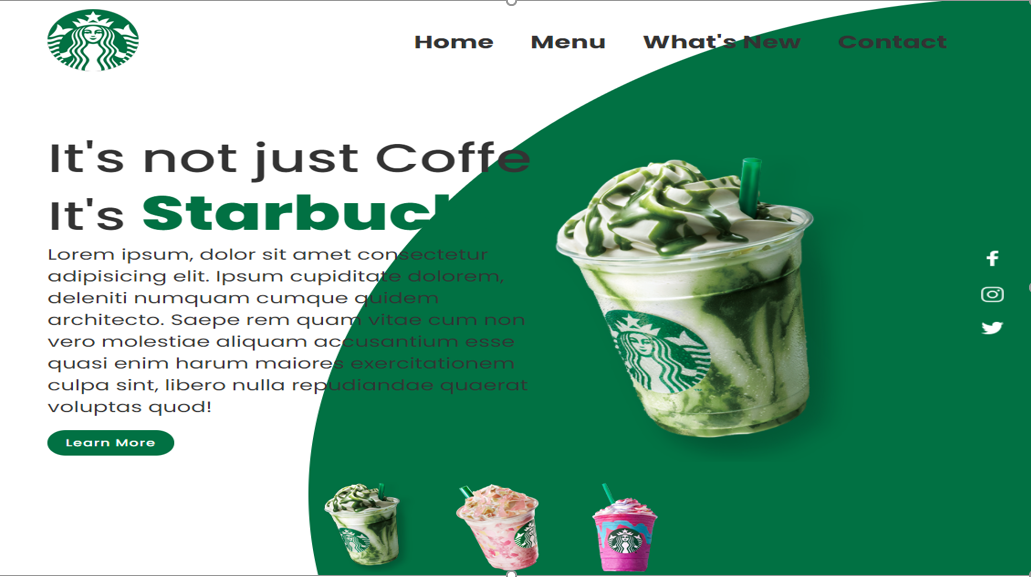 Home Menu What's New Contact
It's not just Coffe
It's Starbuc
Lorem ipsum, dolor sit amet consectetur
adipisicing elit. Ipsum cupiditate dolorem,
deleniti numquam cumque quidem
architecto. Saepe rem quam vitae cum non
vero molestiae aliquam accusantium esse
quasi enim harum maiores exercitationem
culpa sint, libero nulla repudiandae quaerat
voluptas quod!
Learn More